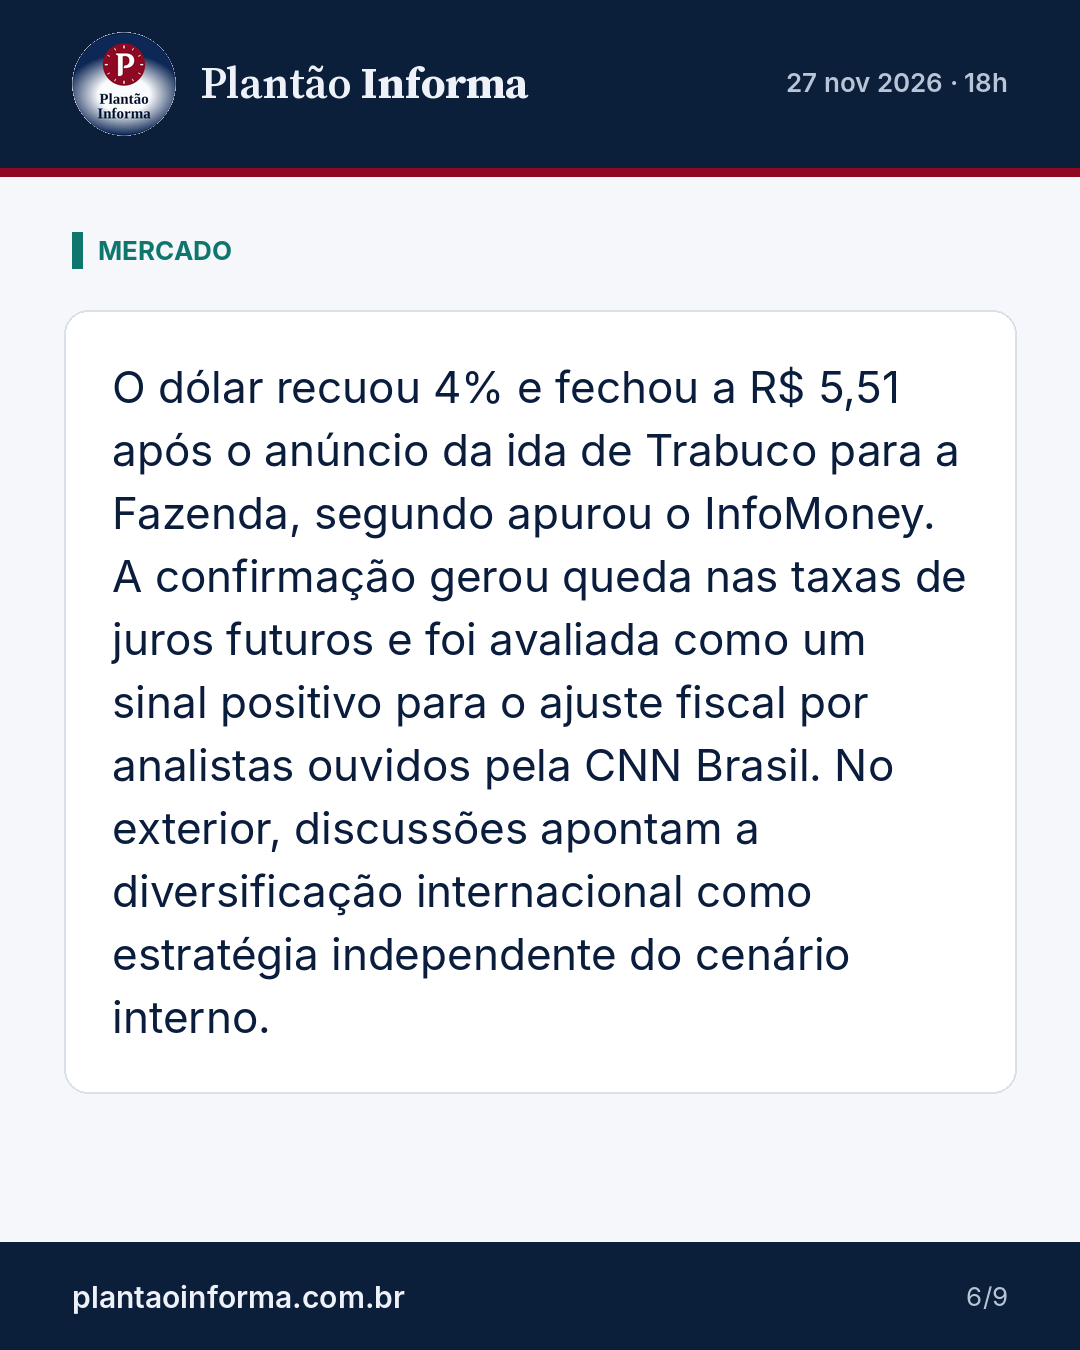 P
Plantão
Informa
Plantão Informa
27 nov 2026 · 18h
MERCADO
O dólar recuou 4% e fechou a R$ 5,51
após o anúncio da ida de Trabuco para a
Fazenda, segundo apurou o InfoMoney.
A confirmação gerou queda nas taxas de
juros futuros e foi avaliada como um
sinal positivo para o ajuste fiscal por
analistas ouvidos pela CNN Brasil. No
exterior, discussões apontam a
diversificação internacional como
estratégia independente do cenário
interno.
plantaoinforma.com.br
6/9